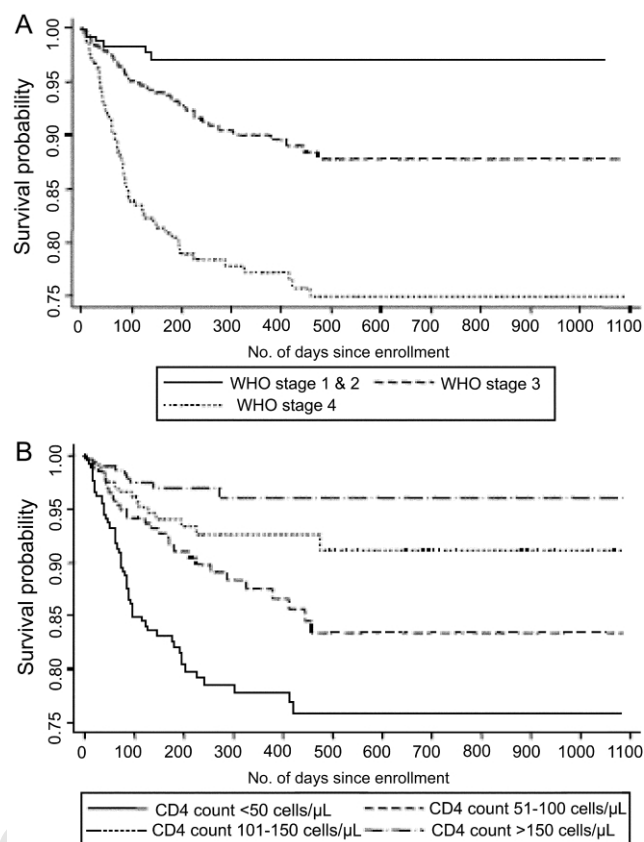 A
Survival probability
1.00
0.95
0.90
0.85
0.80
0.75
0 100 200 300 400 500 600 700 800 900 1000 1100
No. of days since enrollment
WHO stage 1 & 2 WHO stage 3
WHO stage 4
B
Survival probability
1.00
0.95
0.90
0.85
0.80
0.75
0 100 200 300 400 500 600 700 800 900 1000 1100
No. of days since enrollment
CD4 count <50 cells/µL CD4 count 51-100 cells/µL
CD4 count 101-150 cells/µL CD4 count >150 cells/µL